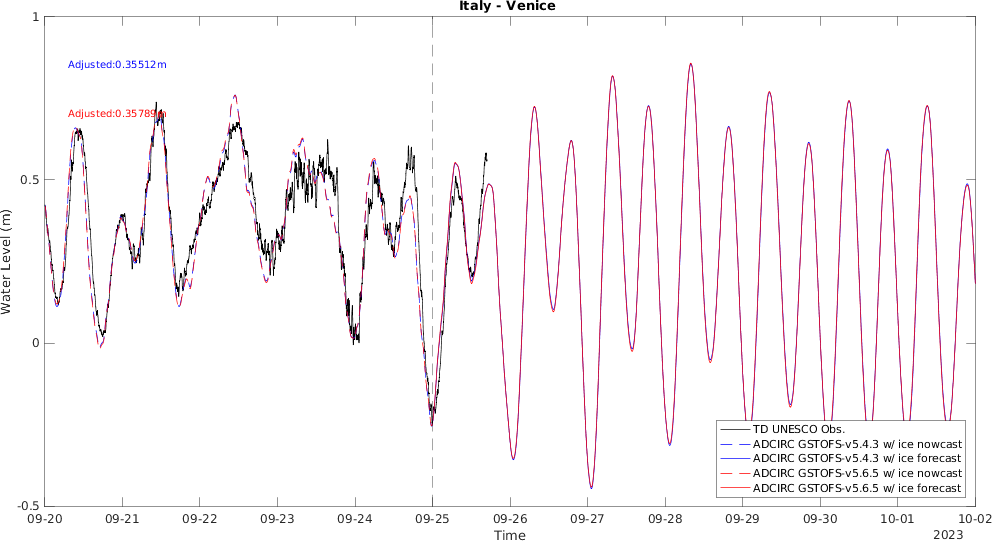 Italy - Venice
1
Adjusted:0.35512m
Adjusted:0.35789m
0.5
Water Level (m)
0
-0.5
TD UNESCO Obs.
ADCIRC GSTOFS-v5.4.3 w/ ice nowcast
ADCIRC GSTOFS-v5.4.3 w/ ice forecast
ADCIRC GSTOFS-v5.6.5 w/ ice nowcast
ADCIRC GSTOFS-v5.6.5 w/ ice forecast
09-20 09-21 09-22 09-23 09-24 09-25 09-26 09-27 09-28 09-29 09-30 10-01 10-02
Time
2023